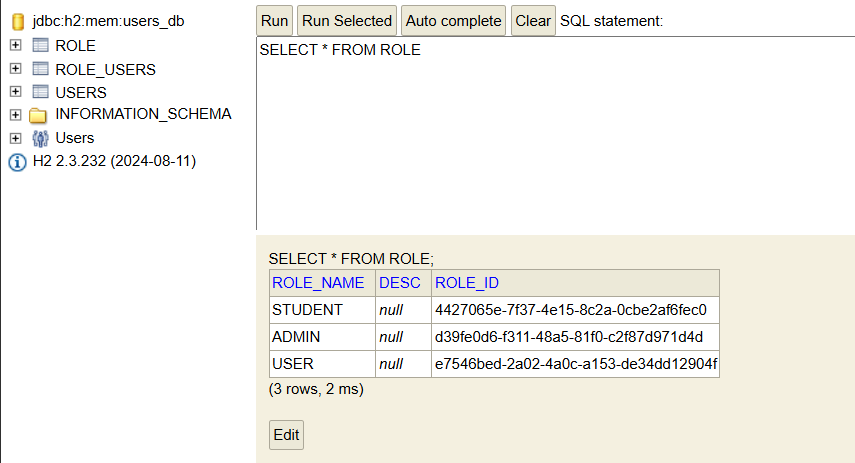 jdbc:h2:mem:users_db
ROLE
ROLE_USERS
USERS
INFORMATION_SCHEMA
Users
H2 2.3.232 (2024-08-11)
Run Run Selected Auto complete Clear SQL statement:
SELECT * FROM ROLE
SELECT * FROM ROLE;
ROLE_NAME DESC ROLE_ID
STUDENT null 4427065e-7f37-4e15-8c2a-0cbe2af6fec0
ADMIN null d39fe0d6-f311-48a5-81f0-c2f87d971d4d
USER null e7546bed-2a02-4a0c-a153-de34dd12904f
(3 rows, 2 ms)
Edit